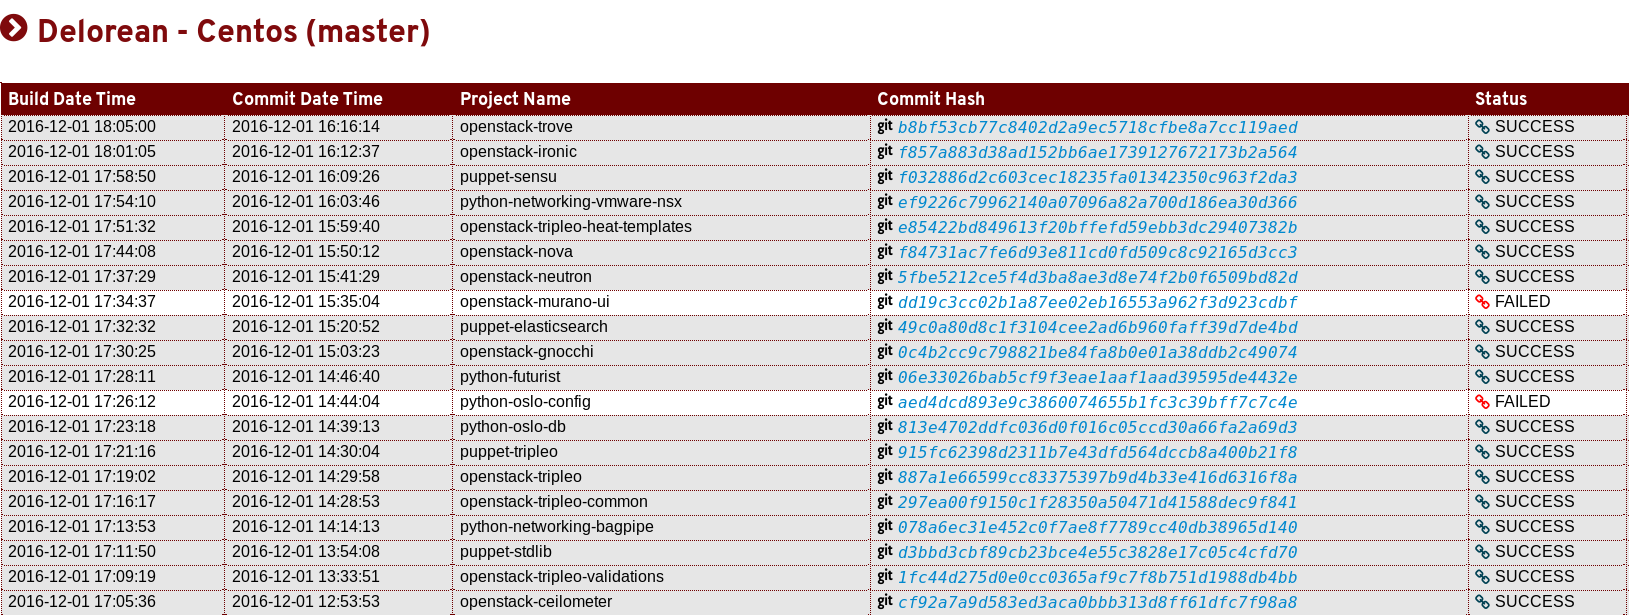 Delorean - Centos (master)
Build Date Time Commit Date Time Project Name Commit Hash Status
2016-12-01 18:05:00 2016-12-01 16:16:14 openstack-trove git b8bf53cb77c8402d2a9ec5718cfbe8a7cc119aed SUCCESS
2016-12-01 18:01:05 2016-12-01 16:12:37 openstack-ironic git f857a883d38ad152bb6ae1739127672173b2a564 SUCCESS
2016-12-01 17:58:50 2016-12-01 16:09:26 puppet-sensu git f032886d2c603cec18235fa01342350c963f2da3 SUCCESS
2016-12-01 17:54:10 2016-12-01 16:03:46 python-networking-vmware-nsx git ef9226c79962140a07096a82a700d186ea30d366 SUCCESS
2016-12-01 17:51:32 2016-12-01 15:59:40 openstack-tripleo-heat-templates git e85422bd849613f20bffefd59ebb3dc29407382b SUCCESS
2016-12-01 17:44:08 2016-12-01 15:50:12 openstack-nova git f84731ac7fe6d93e811cd0fd509c8c92165d3cc3 SUCCESS
2016-12-01 17:37:29 2016-12-01 15:41:29 openstack-neutron git 5fbe5212ce5f4d3ba8ae3d8e74f2b0f6509bd82d SUCCESS
2016-12-01 17:34:37 2016-12-01 15:35:04 openstack-murano-ui git dd19c3cc02b1a87ee02eb16553a962f3d923cdbf FAILED
2016-12-01 17:32:32 2016-12-01 15:20:52 puppet-elasticsearch git 49c0a80d8c1f3104cee2ad6b960faff39d7de4bd SUCCESS
2016-12-01 17:30:25 2016-12-01 15:03:23 openstack-gnocchi git 0c4b2cc9c798821be84fa8b0e01a38ddb2c49074 SUCCESS
2016-12-01 17:28:11 2016-12-01 14:46:40 python-futurist git 06e33026bab5cf9f3eae1aaf1aad39595de4432e SUCCESS
2016-12-01 17:26:12 2016-12-01 14:44:04 python-oslo-config git aed4dcd893e9c3860074655b1fc3c39bff7c7c4e FAILED
2016-12-01 17:23:18 2016-12-01 14:39:13 python-oslo-db git 813e4702ddfc036d0f016c05ccd30a66fa2a69d3 SUCCESS
2016-12-01 17:21:16 2016-12-01 14:30:04 puppet-tripleo git 915fc62398d2311b7e43dfd564dccb8a400b21f8 SUCCESS
2016-12-01 17:19:02 2016-12-01 14:29:58 openstack-tripleo git 887a1e66599cc83375397b9d4b33e416d6316f8a SUCCESS
2016-12-01 17:16:17 2016-12-01 14:28:53 openstack-tripleo-common git 297ea00f9150c1f28350a50471d41588dec9f841 SUCCESS
2016-12-01 17:13:53 2016-12-01 14:14:13 python-networking-bagpipe git 078a6ec31e452c0f7ae8f7789cc40db38965d140 SUCCESS
2016-12-01 17:11:50 2016-12-01 13:54:08 puppet-stdlib git d3bbd3cbf89cb23bce4e55c3828e17c05c4cfd70 SUCCESS
2016-12-01 17:09:19 2016-12-01 13:33:51 openstack-tripleo-validations git 1fc44d275d0e0cc0365af9c7f8b751d1988db4bb SUCCESS
2016-12-01 17:05:36 2016-12-01 12:53:53 openstack-ceilometer git cf92a7a9d583ed3aca0bbb313d8ff61dfc7f98a8 SUCCESS